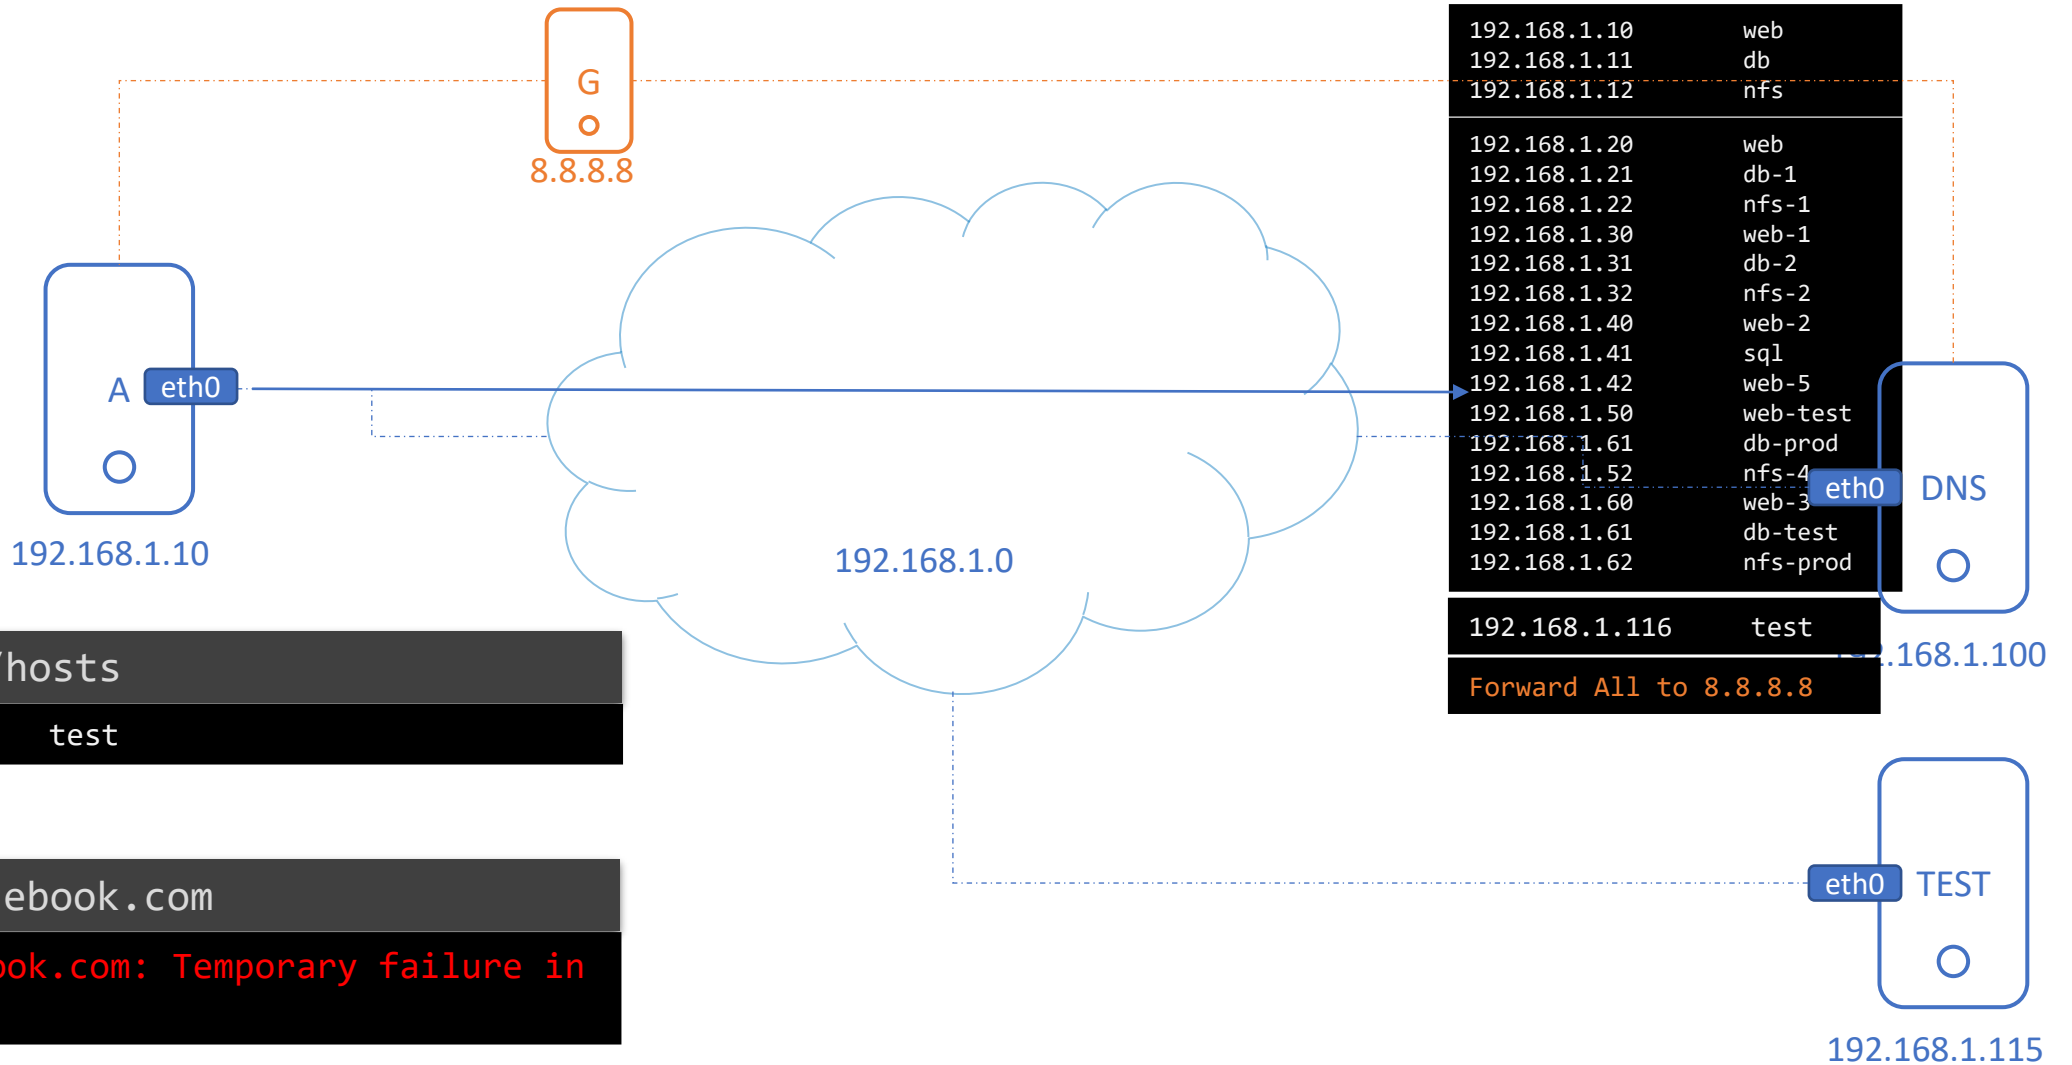 G
8.8.8.8
192.168.1.10 web
192.168.1.11 db
192.168.1.12 nfs
192.168.1.20 web
192.168.1.21 db-1
192.168.1.22 nfs-1
192.168.1.30 web-1
192.168.1.31 db-2
192.168.1.32 nfs-2
192.168.1.40 web-2
192.168.1.41 sql
192.168.1.42 web-5
192.168.1.50 web-test
192.168.1.61 db-prod
192.168.1.52 nfs-4
192.168.1.60 web-3
192.168.1.61 db-test
192.168.1.62 nfs-prod
192.168.1.116 test
Forward All to 8.8.8.8
A
eth0
192.168.1.10
192.168.1.0
eth0
DNS
.168.1.100
/hosts
test
ebook.com
ook.com: Temporary failure in
eth0
TEST
192.168.1.115